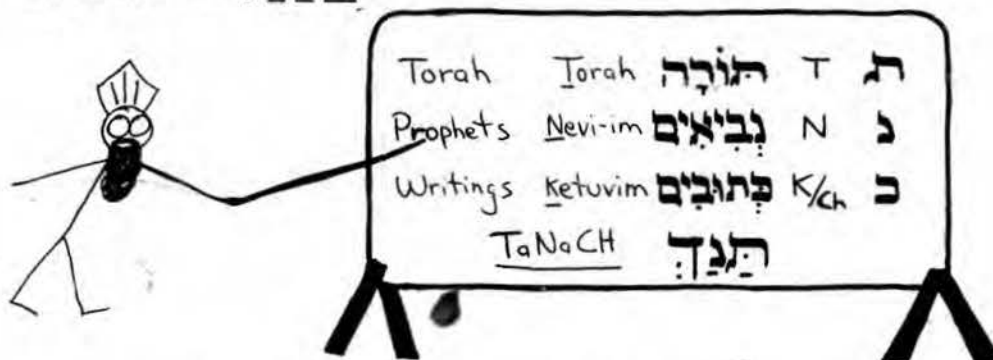 Torah Torah תּוֹרָה T ת
Prophets Nevi-im נְבִיאִים N נ
Writings Ketuvim כְּתוּבִים K/Ch כ
TaNaCH תַּנַךְ